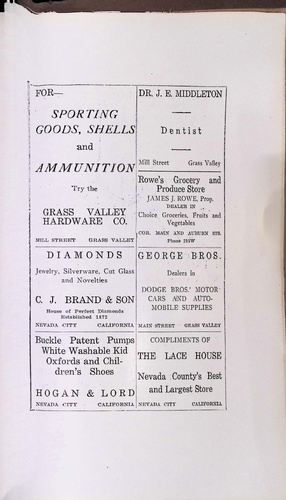 FOR—
SPORTING
GOODS, SHELLS
and
AMMUNITION
Try the
GRASS VALLEY
HARDWARE CO.
MILL STREET GRASS VALLEY
DR. J. E. MIDDLETON
Dentist
Mill Street Grass Valley
Rowe's Grocery and
Produce Store
JAMES J. ROWE, Prop.
DEALER IN
Choice Groceries, Fruits and
Vegetables
COR. MAIN AND AUBURN STS.
Phone 295W
DIAMONDS
Jewelry, Silverware, Cut Glass
and Novelties
C. J. BRAND & SON
House of Perfect Diamonds
Established 1872
NEVADA CITY CALIFORNIA
GEORGE BROS.
Dealers in
DODGE BROS.' MOTOR
CARS AND AUTO-
MOBILE SUPPLIES
MAIN STREET GRASS VALLEY
Buckle Patent Pumps
White Washable Kid
Oxfords and Chil-
dren's Shoes
HOGAN & LORD
NEVADA CITY CALIFORNIA
COMPLIMENTS OF
THE LACE HOUSE
Nevada County's Best
and Largest Store
NEVADA CITY CALIFORNIA